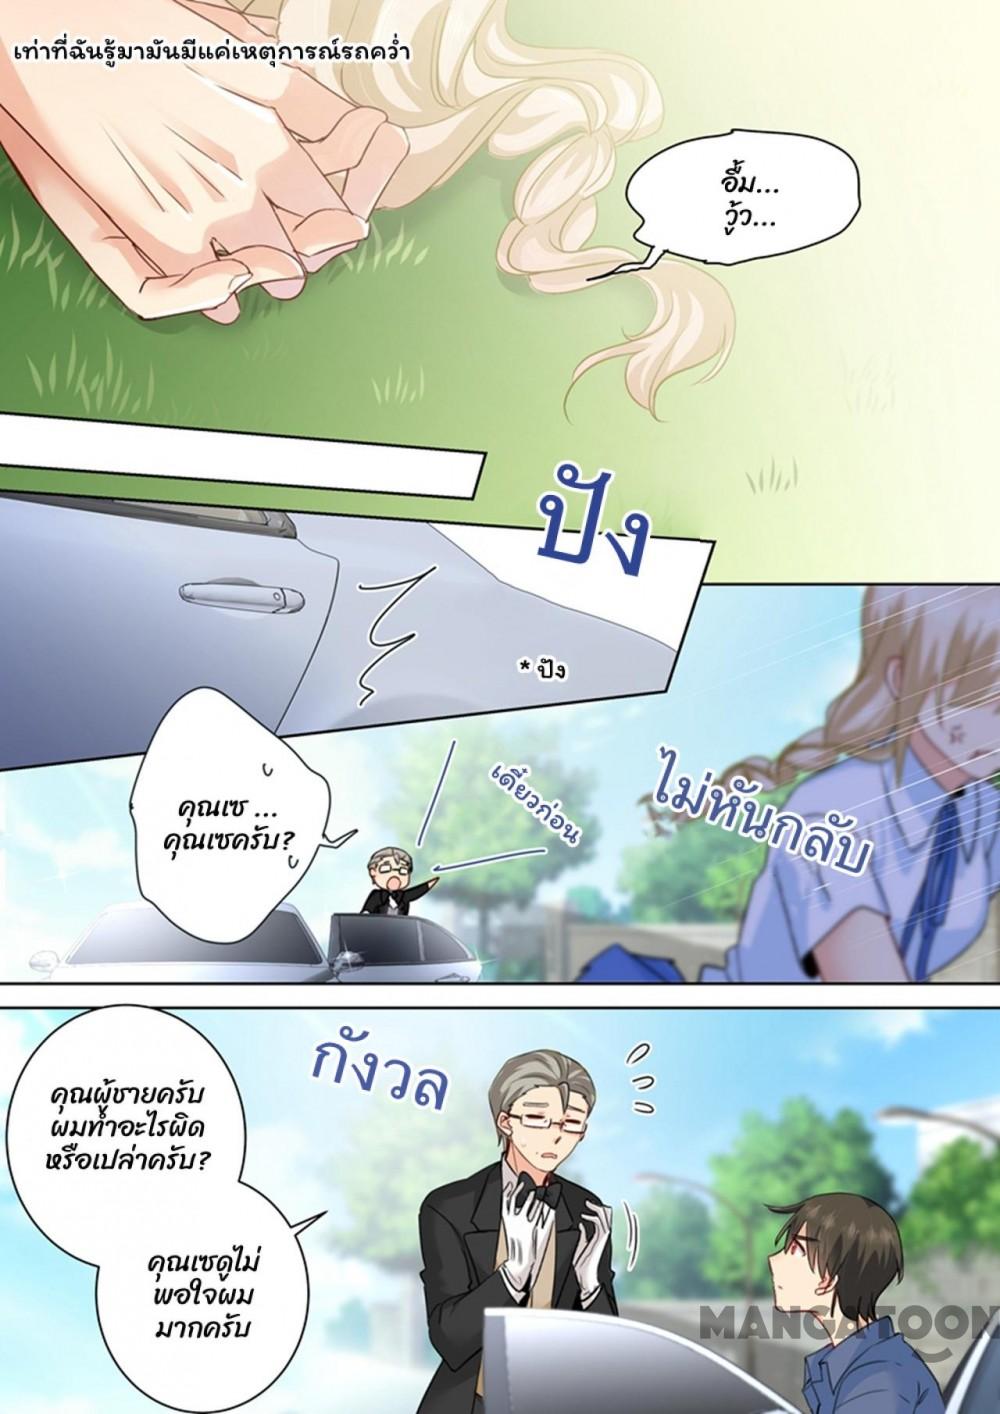 เท่าที่ฉันรู้มามันมีแค่เหตุการณ์รถคว่ำ
อื้ม...
วู้ว...
ปัง
* ปัง
คุณเซ ...
คุณเซครับ?
เดี๋ยวก่อน
ไม่หันกลับ
กังวล
คุณผู้ชายครับ
ผมทำอะไรผิด
หรือเปล่าครับ?
คุณเซดูไม่
พอใจผม
มากครับ
MANGATOON